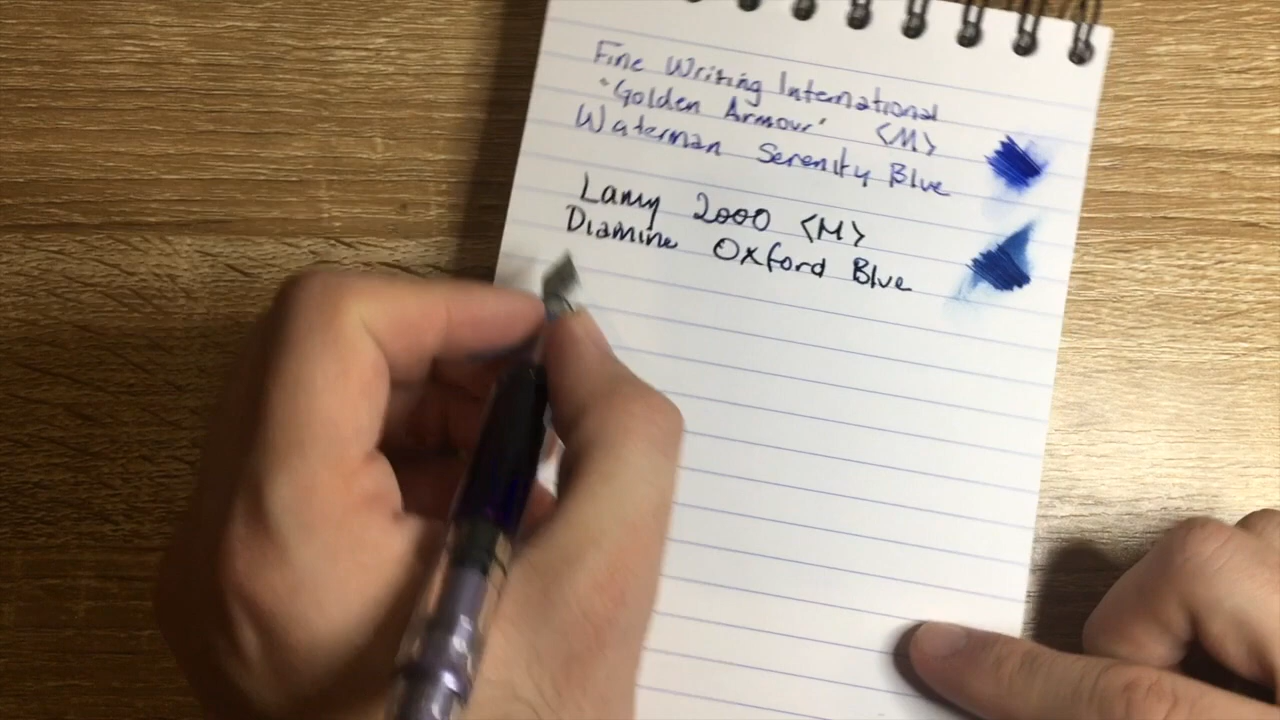 Fine Writing International
"Golden Armour" <M>
Waterman Serenity Blue
Lamy 2000 <M>
Diamine Oxford Blue